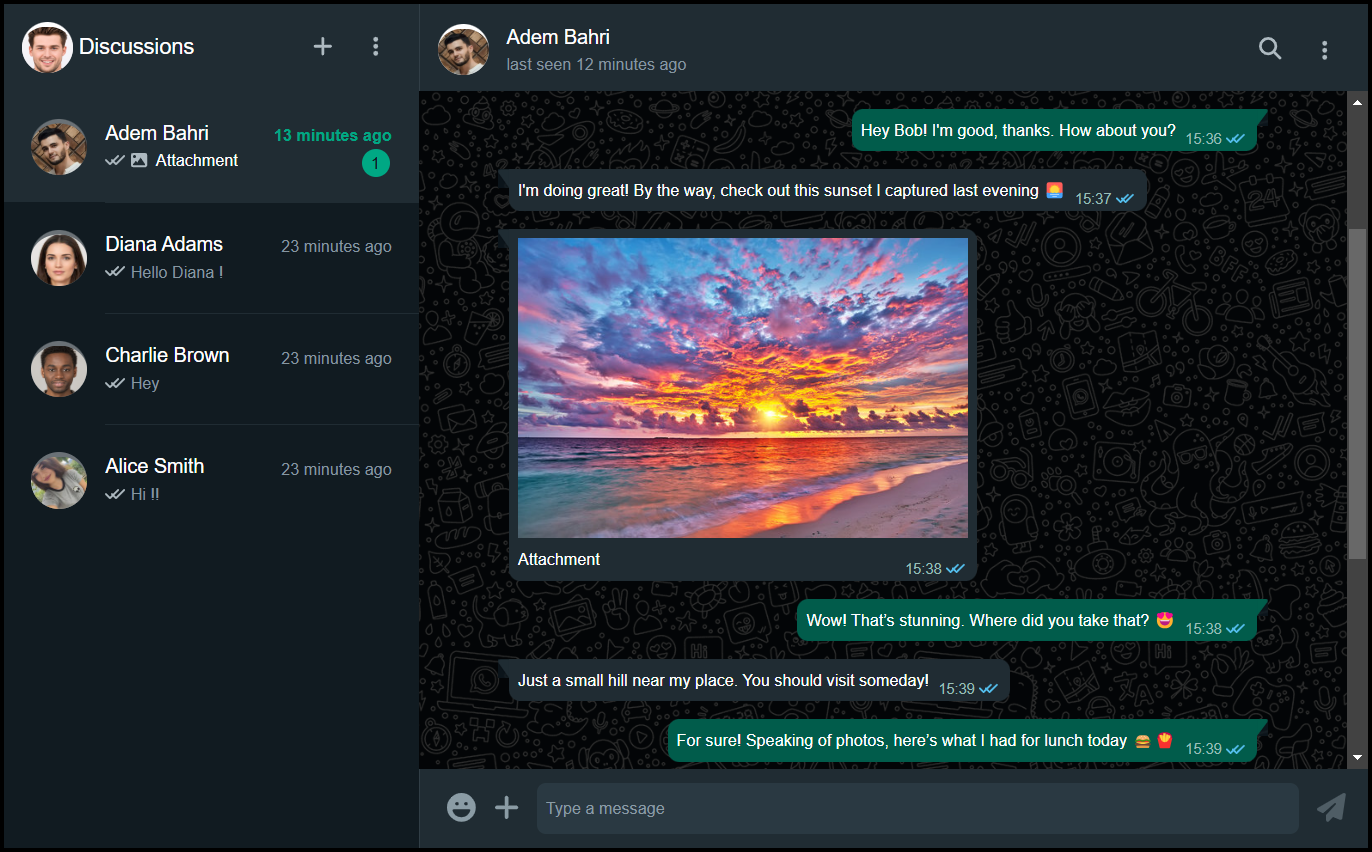 Discussions
Adem Bahri
13 minutes ago
Attachment
1
Diana Adams
23 minutes ago
Hello Diana !
Charlie Brown
23 minutes ago
Hey
Alice Smith
23 minutes ago
Hi !!
Adem Bahri
last seen 12 minutes ago
Hey Bob! I'm good, thanks. How about you? 15:36
I'm doing great! By the way, check out this sunset I captured last evening 🌅 15:37
Attachment
15:38
Wow! That’s stunning. Where did you take that? 😍 15:38
Just a small hill near my place. You should visit someday! 15:39
For sure! Speaking of photos, here’s what I had for lunch today 🍔🍟 15:39
Type a message